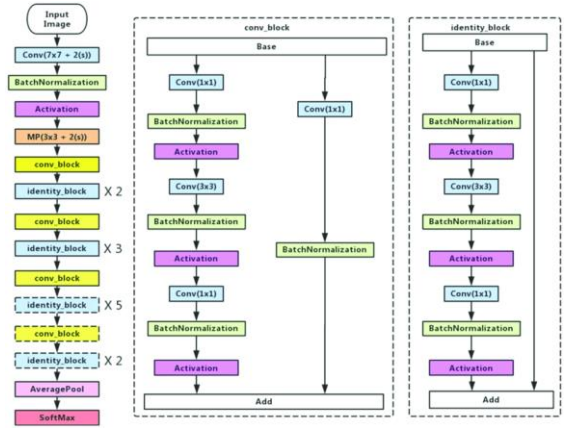 Input
Image
Conv(7x7 + 2(s))
BatchNormalization
Activation
MP(3x3 + 2(s))
conv_block
identity_block X 2
conv_block
identity_block X 3
conv_block
identity_block X 5
conv_block
identity_block X 2
AveragePool
SoftMax
conv_block
Base
Conv(1x1)
BatchNormalization
Activation
Conv(3x3)
BatchNormalization
Activation
Conv(1x1)
BatchNormalization
Activation
Conv(1x1)
BatchNormalization
Add
identity_block
Base
Conv(1x1)
BatchNormalization
Activation
Conv(3x3)
BatchNormalization
Activation
Conv(1x1)
BatchNormalization
Activation
Add